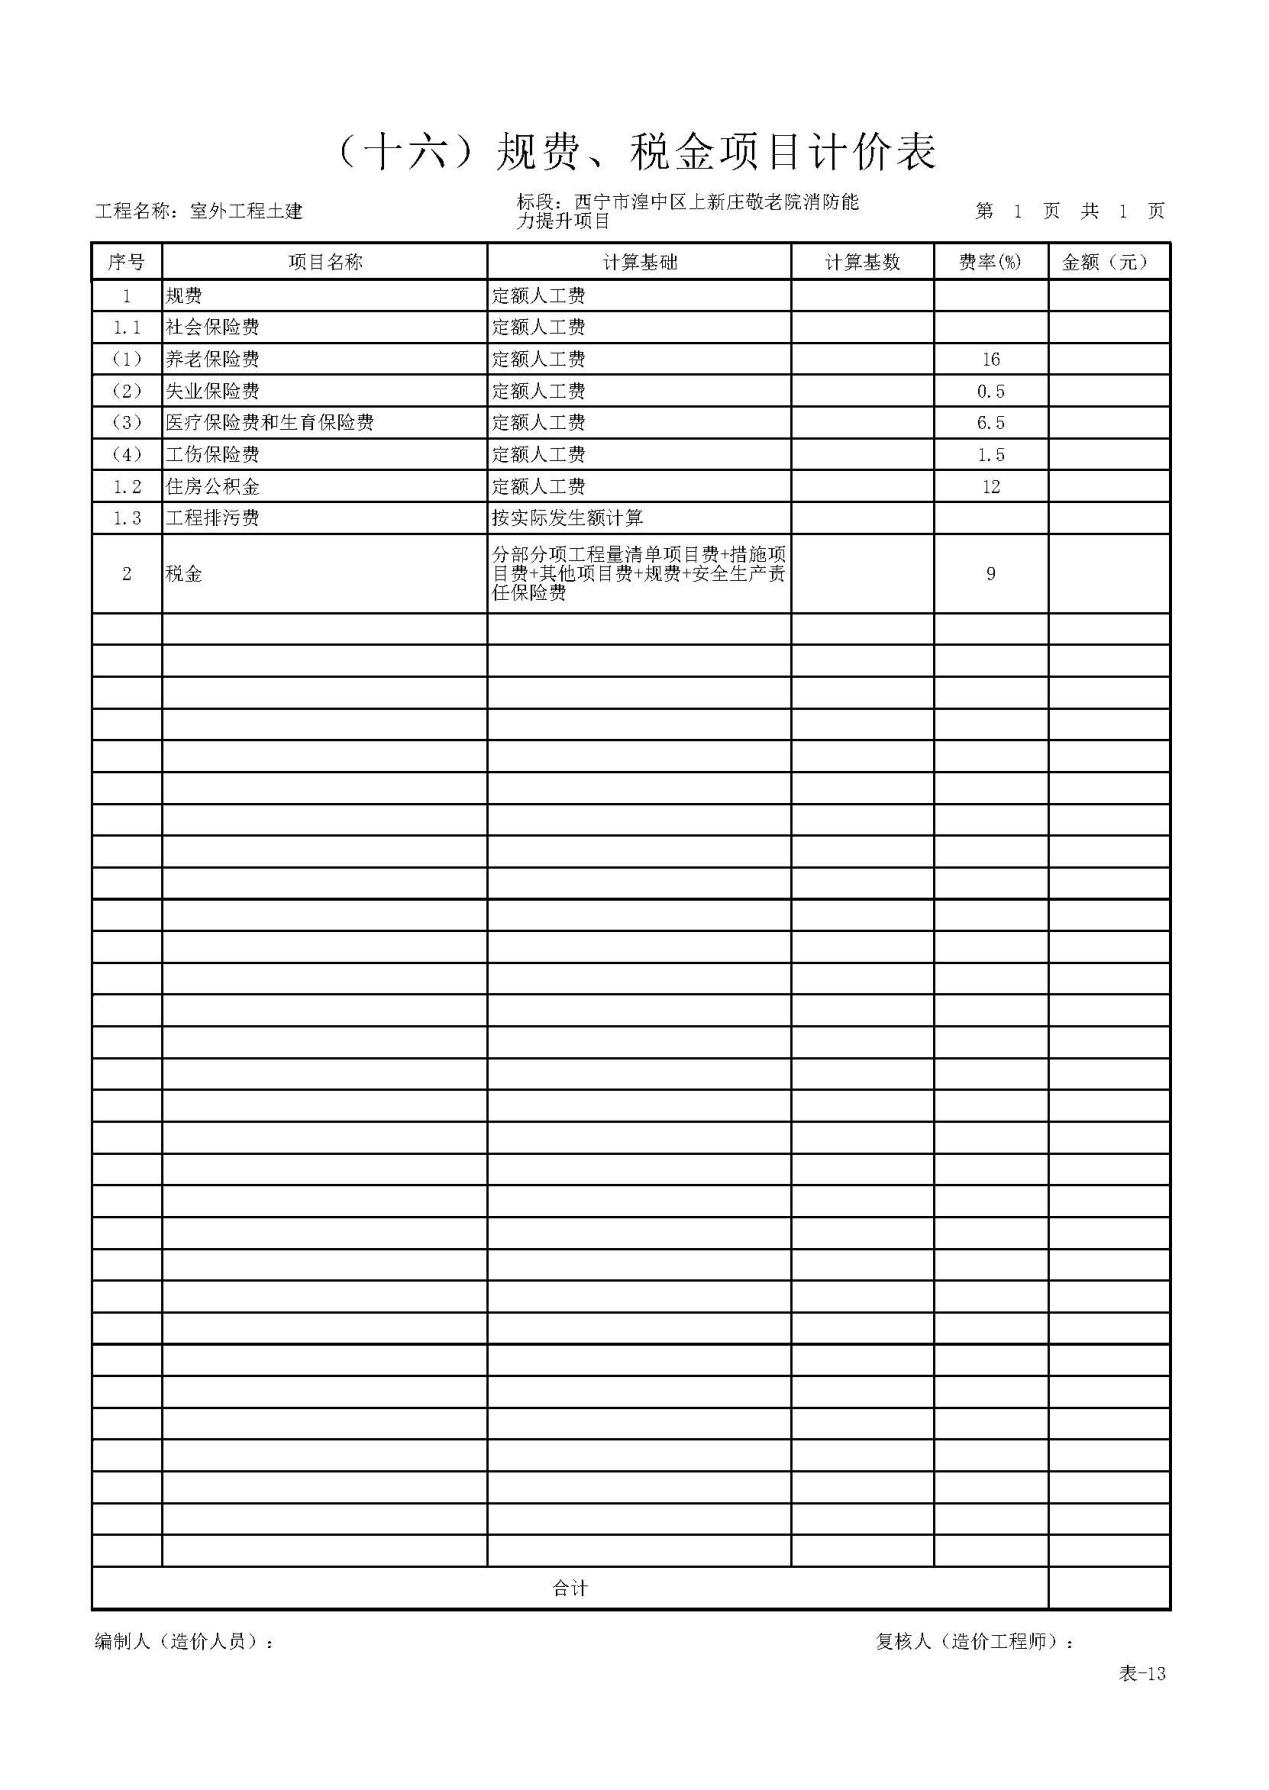 （十六）规费、税金项目计价表
工程名称：室外工程土建
标段：西宁市湟中区上新庄敬老院消防能
力提升项目
第 1 页 共 1 页
序号 项目名称 计算基础 计算基数 费率(%) 金额（元）
1 规费 定额人工费
1.1 社会保险费 定额人工费
（1） 养老保险费 定额人工费 16
（2） 失业保险费 定额人工费 0.5
（3） 医疗保险费和生育保险费 定额人工费 6.5
（4） 工伤保险费 定额人工费 1.5
1.2 住房公积金 定额人工费 12
1.3 工程排污费 按实际发生额计算
2 税金 分部分项工程量清单项目费+措施项
目费+其他项目费+规费+安全生产责
任保险费
9
合计
编制人（造价人员）： 复核人（造价工程师）：
表-13